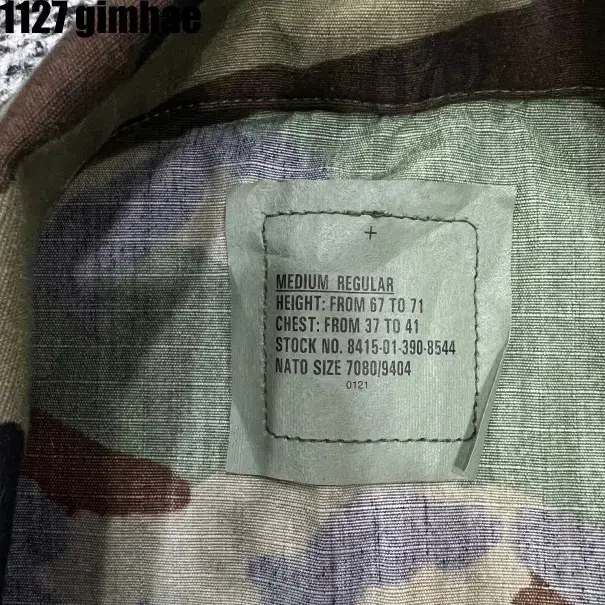 1127 gimhae
MEDIUM REGULAR
HEIGHT: FROM 67 TO 71
CHEST: FROM 37 TO 41
STOCK NO. 8415-01-390-8544
NATO SIZE 7080/9404
0121